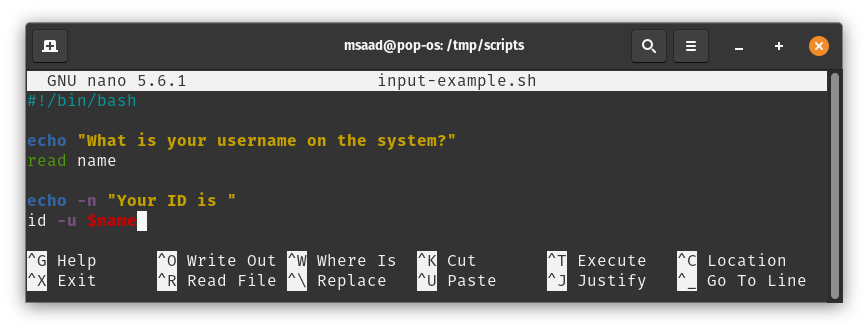 msaad@pop-os: /tmp/scripts
GNU nano 5.6.1 input-example.sh
#!/bin/bash
echo "What is your username on the system?"
read name
echo -n "Your ID is "
id -u $name
^G Help ^O Write Out ^W Where Is ^K Cut ^T Execute ^C Location
^X Exit ^R Read File ^\ Replace ^U Paste ^J Justify ^_ Go To Line